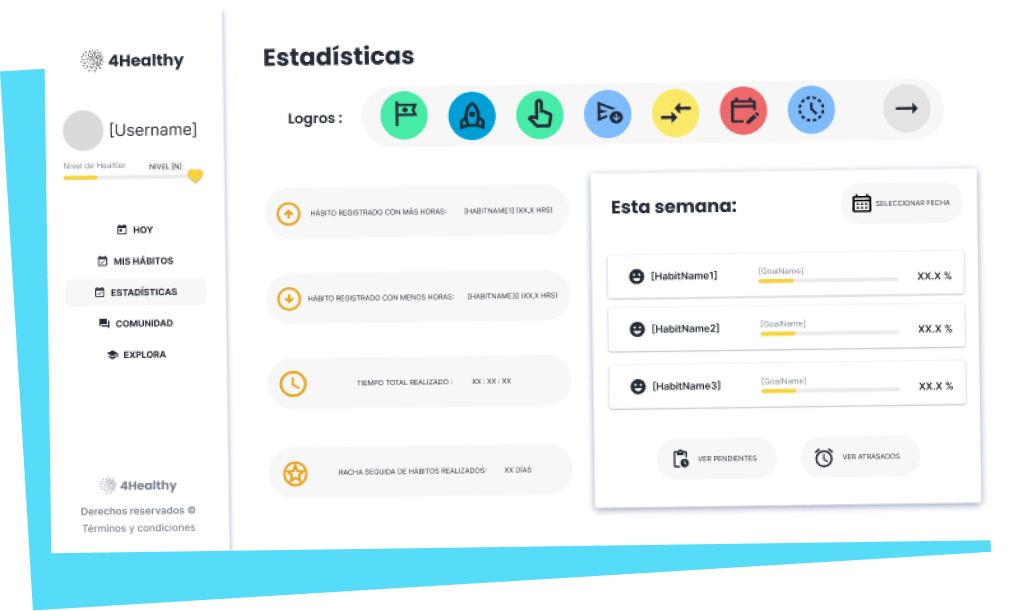 4Healthy
[Username]
Nivel de Healtier
NIVEL [N]
HOY
MIS HÁBITOS
ESTADÍSTICAS
COMUNIDAD
EXPLORA
4Healthy
Derechos reservados ©
Términos y condiciones
Estadísticas
Logros :
HÁBITO REGISTRADO CON MÁS HORAS: [HABITNAME1] (XX,X HRS)
HÁBITO REGISTRADO CON MENOS HORAS: [HABITNAME3] (XX,X HRS)
TIEMPO TOTAL REALIZADO : XX : XX : XX
RACHA SEGUIDA DE HÁBITOS REALIZADOS: XX DÍAS
Esta semana:
SELECCIONAR FECHA
[HabitName1] [GoalName] XX.X %
[HabitName2] [GoalName] XX.X %
[HabitName3] [GoalName] XX.X %
VER PENDIENTES
VER ATRASADOS